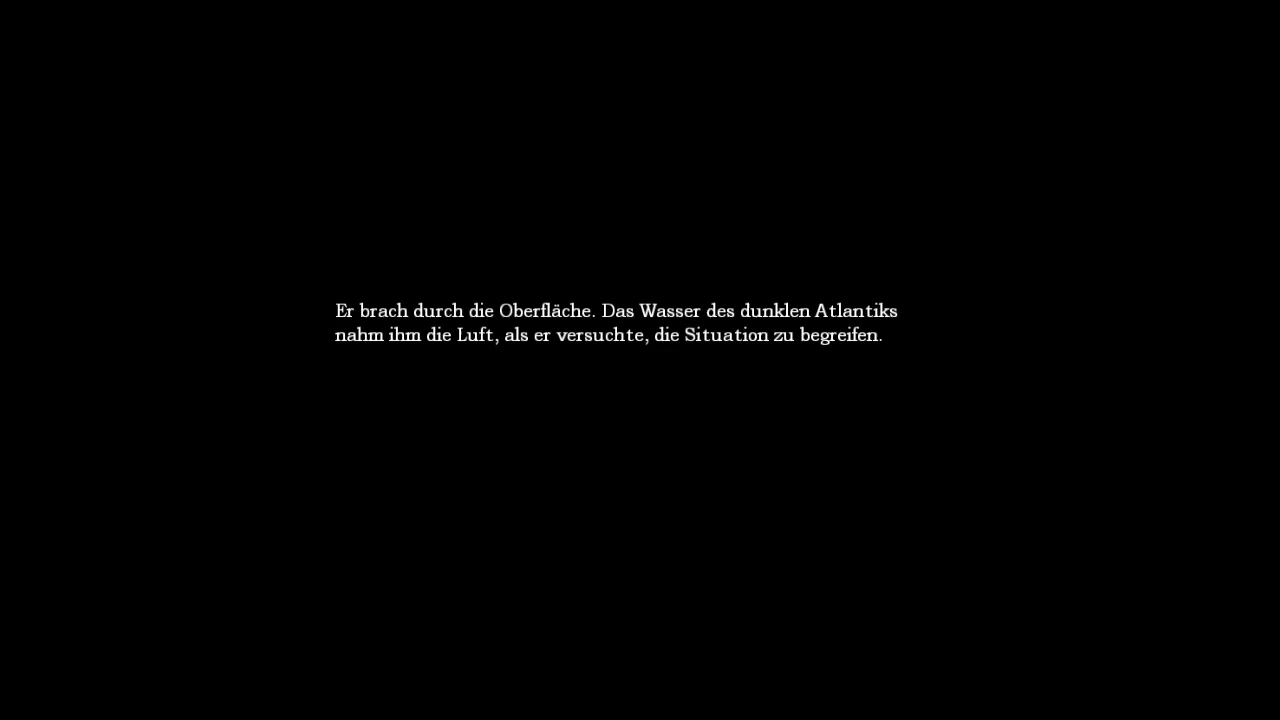 Er brach durch die Oberfläche. Das Wasser des dunklen Atlantiks
nahm ihm die Luft, als er versuchte, die Situation zu begreifen.